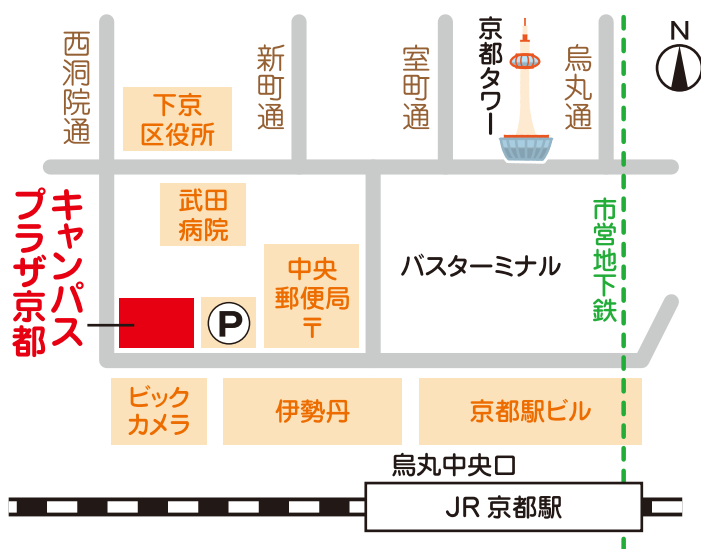 西洞院通
新町通
室町通
京都タワー
烏丸通
N
下京
区役所
武田
病院
キャンパス
プラザ京都
中央
郵便局
〒
P
バスターミナル
市営地下鉄
ビック
カメラ
伊勢丹
京都駅ビル
烏丸中央口
JR 京都駅